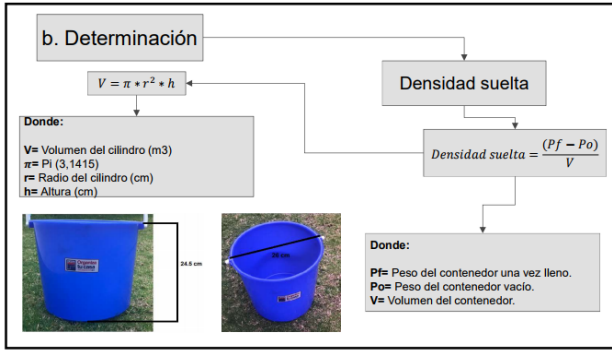 b. Determinación
Densidad suelta
V = π ∗ r² ∗ h
Densidad suelta = (Pf − Po) / V
Donde:
V= Volumen del cilindro (m3)
π= Pi (3,1415)
r= Radio del cilindro (cm)
h= Altura (cm)
24.5 cm
Donde:
Pf= Peso del contenedor una vez lleno.
Po= Peso del contenedor vacío.
V= Volumen del contenedor.